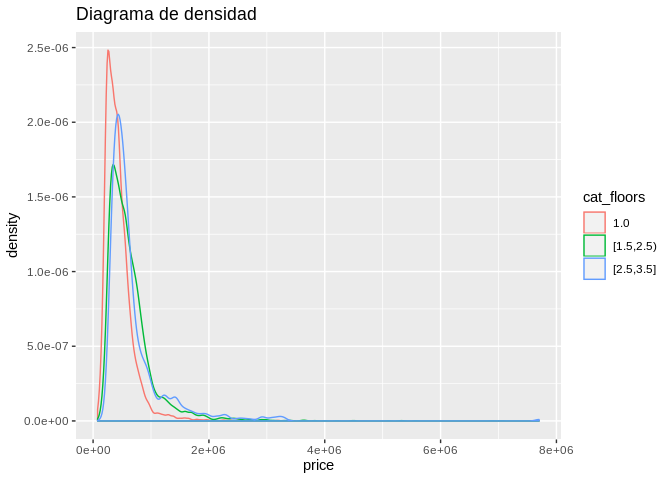 Diagrama de densidad
2.5e-06
2.0e-06
1.5e-06
1.0e-06
5.0e-07
0.0e+00
density
0e+00 2e+06 4e+06 6e+06 8e+06
price
cat_floors
1.0
[1.5,2.5)
[2.5,3.5]